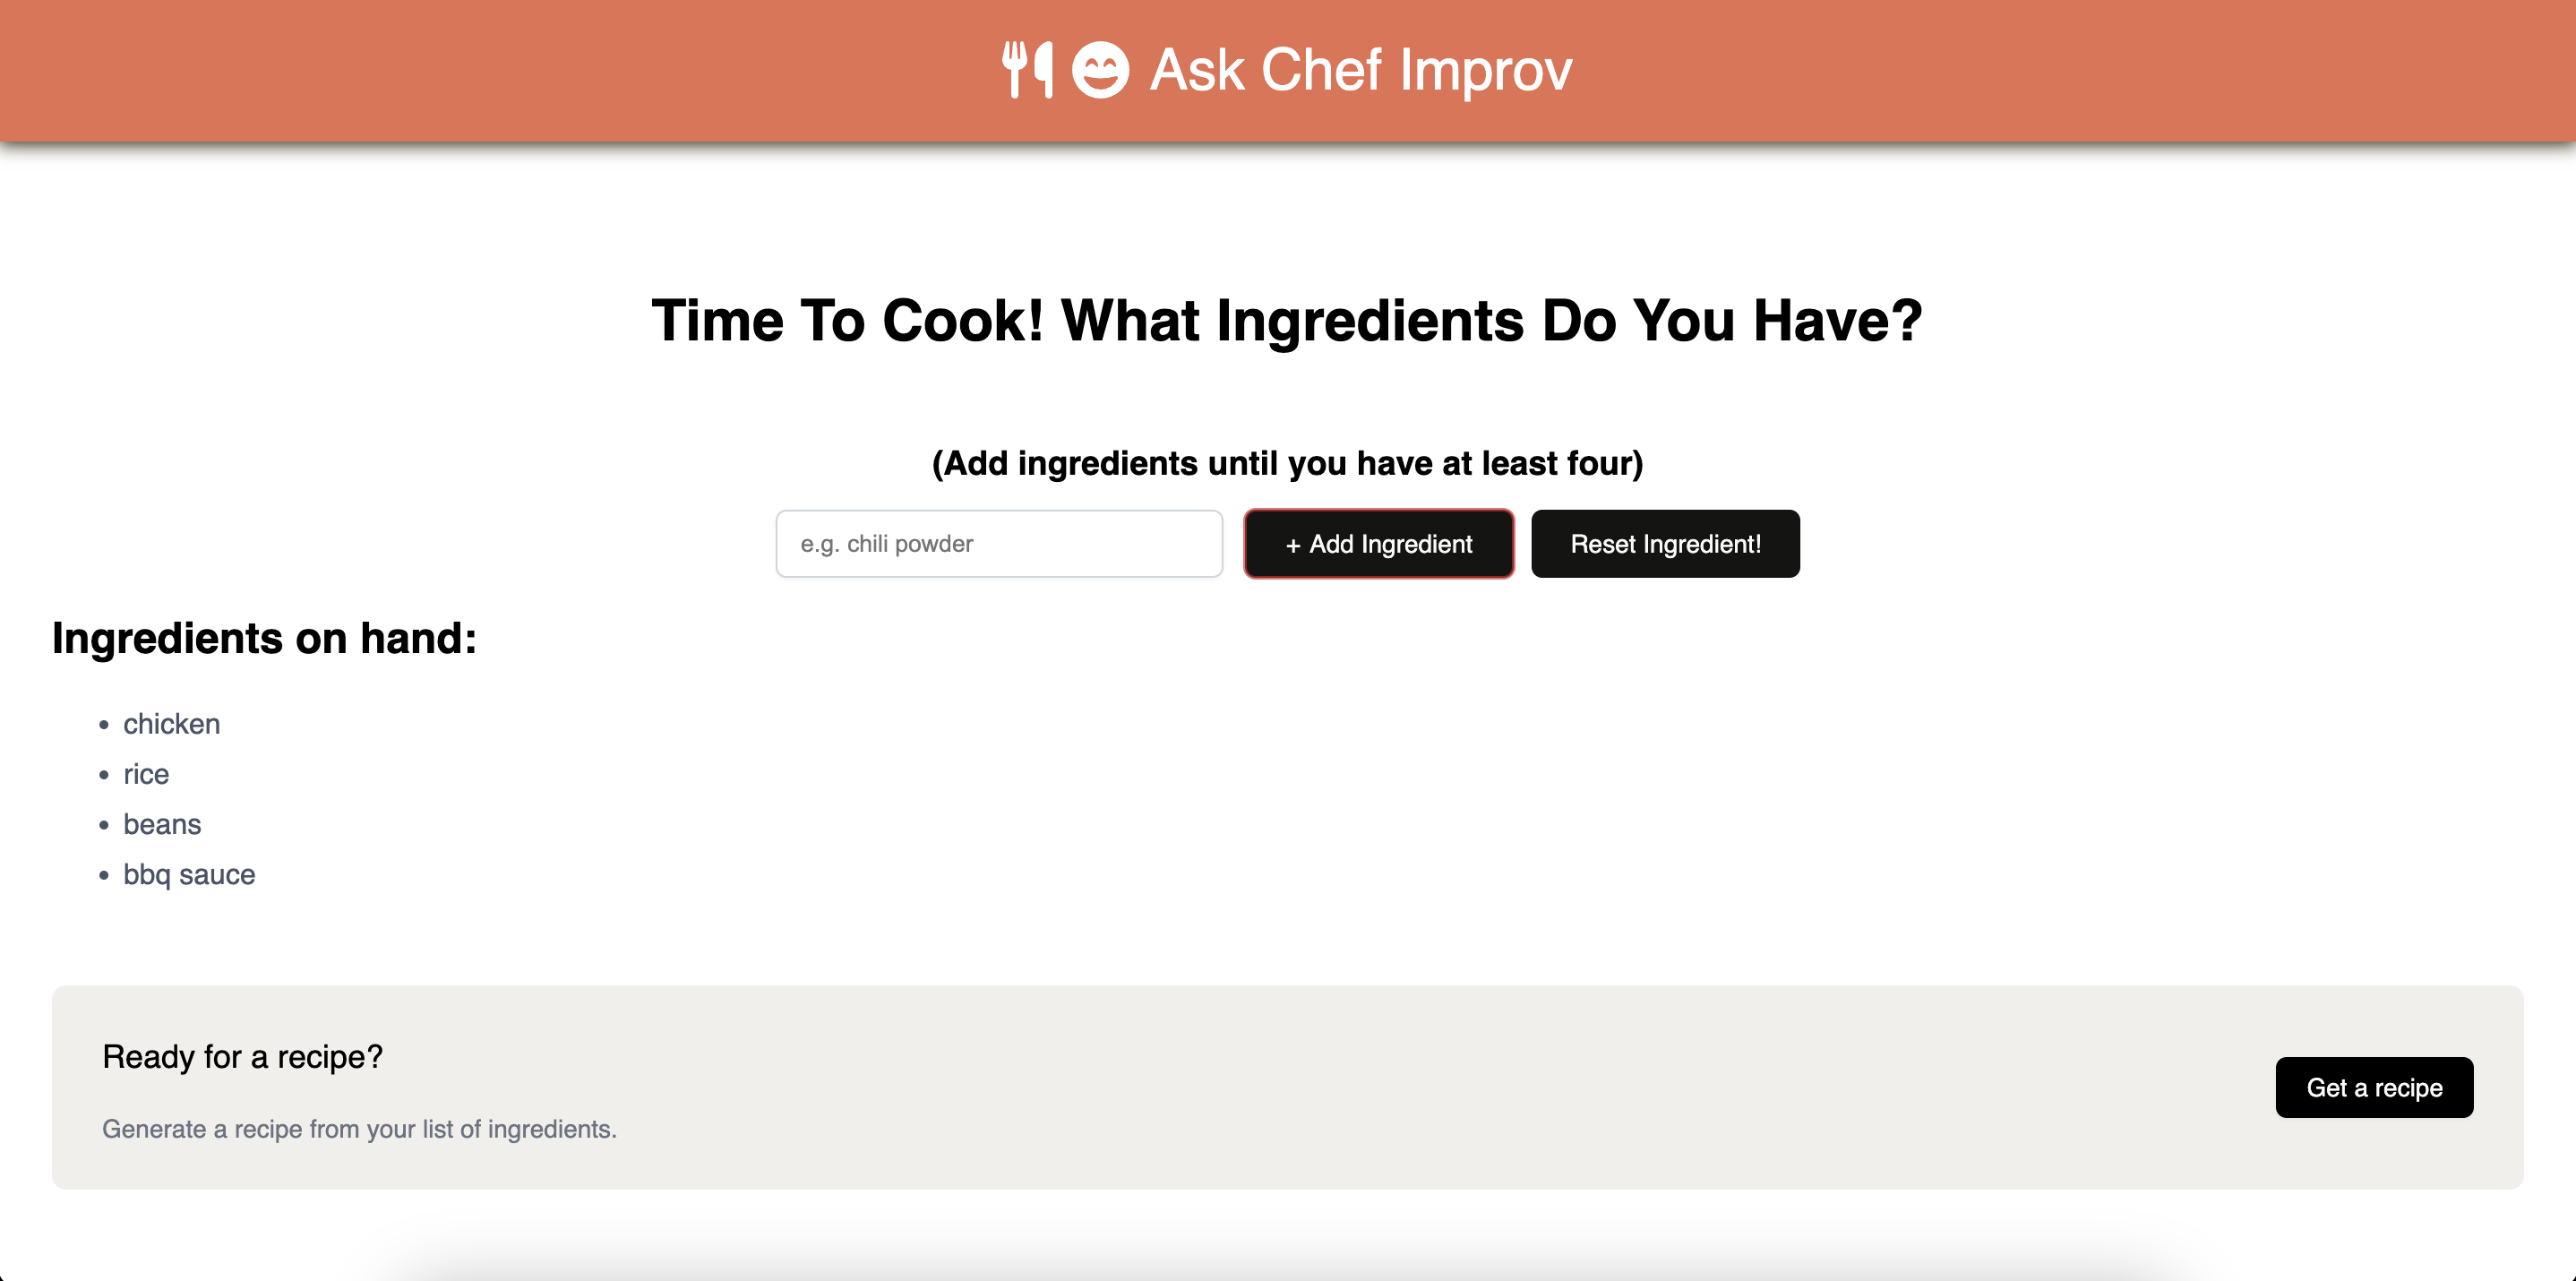 Ask Chef Improv
Time To Cook! What Ingredients Do You Have?
(Add ingredients until you have at least four)
e.g. chili powder
+ Add Ingredient
Reset Ingredient!
Ingredients on hand:
• chicken
• rice
• beans
• bbq sauce
Ready for a recipe?
Generate a recipe from your list of ingredients.
Get a recipe